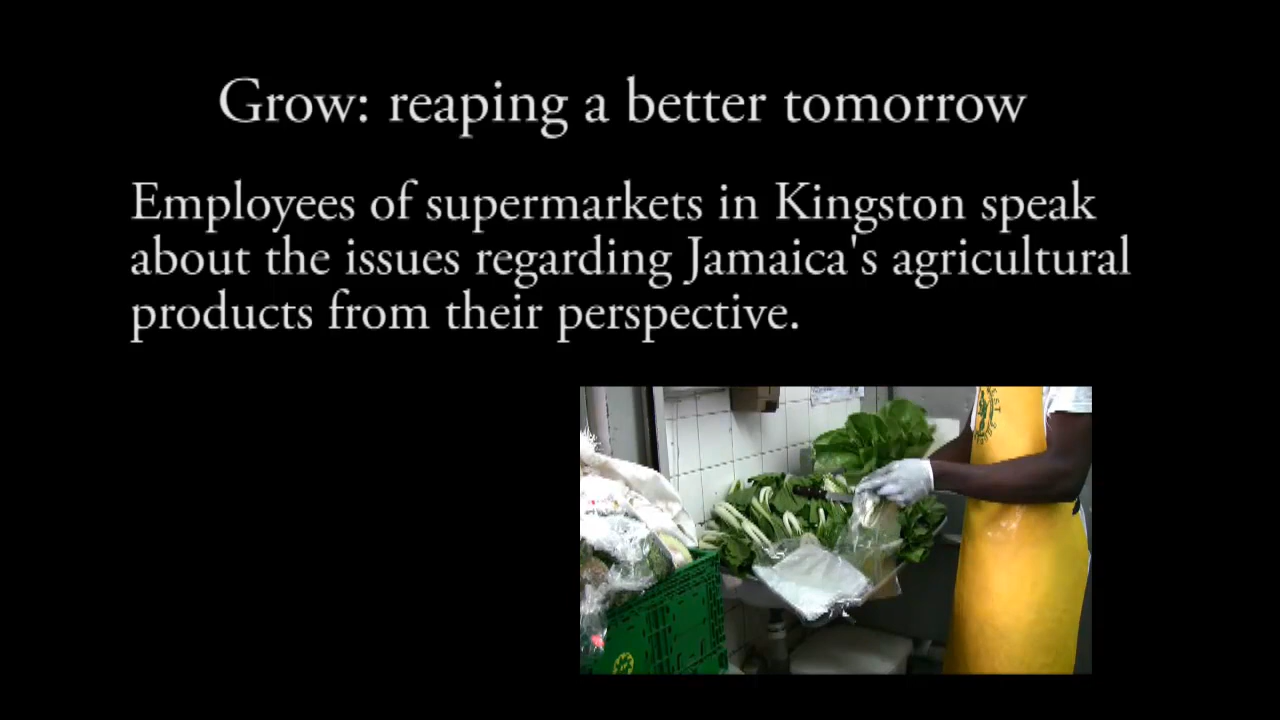 Grow: reaping a better tomorrow
Employees of supermarkets in Kingston speak
about the issues regarding Jamaica's agricultural
products from their perspective.